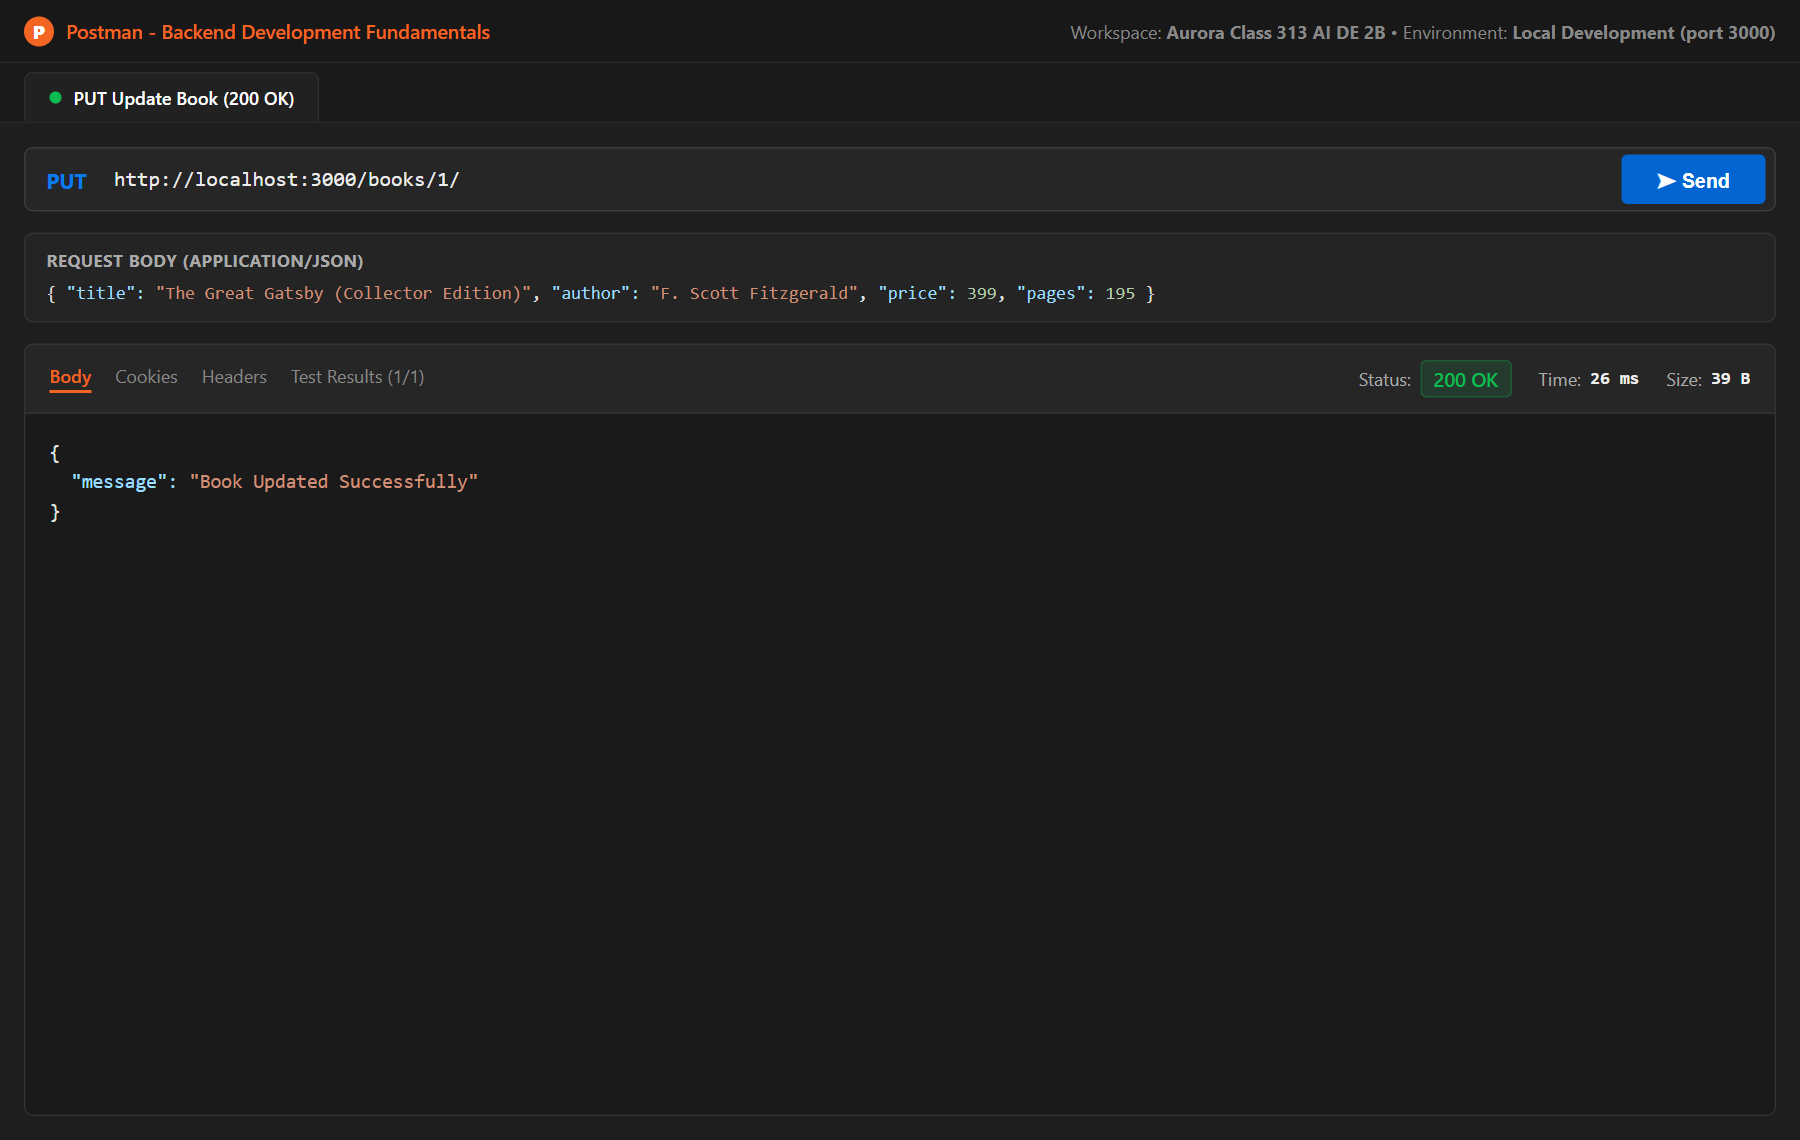 P Postman - Backend Development Fundamentals
Workspace: Aurora Class 313 AI DE 2B • Environment: Local Development (port 3000)
PUT Update Book (200 OK)
PUT http://localhost:3000/books/1/
➤ Send
REQUEST BODY (APPLICATION/JSON)
{ "title": "The Great Gatsby (Collector Edition)", "author": "F. Scott Fitzgerald", "price": 399, "pages": 195 }
Body Cookies Headers Test Results (1/1)
Status: 200 OK Time: 26 ms Size: 39 B
{
  "message": "Book Updated Successfully"
}